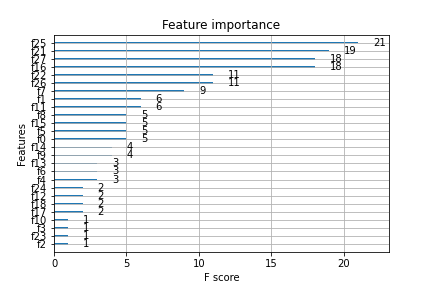 Feature importance
f25 21
f21 19
f27 18
f16 18
f22 11
f26 11
f7 9
f1 6
f11 6
f8 5
f15 5
f5 5
f0 5
f14 4
f9 4
f13 3
f6 3
f4 3
f24 2
f12 2
f18 2
f17 2
f10 1
f3 1
f23 1
f2 1
Features
0 5 10 15 20
F score